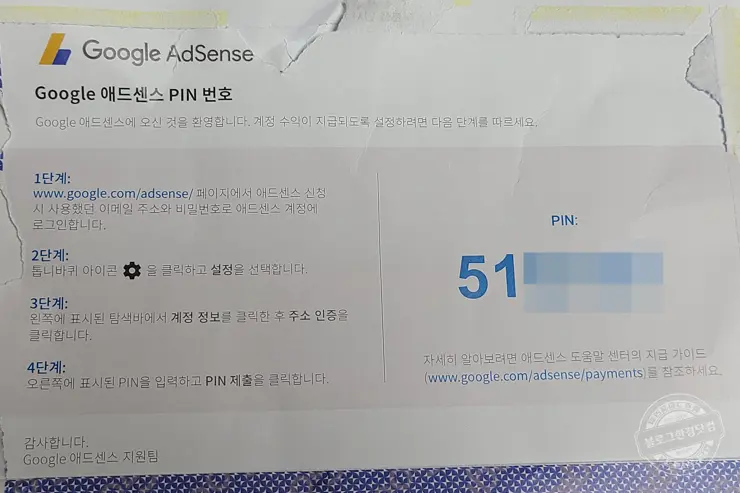 Google AdSense
Google 애드센스 PIN 번호
Google 애드센스에 오신 것을 환영합니다. 계정 수익이 지급되도록 설정하려면 다음 단계를 따르세요.
1단계:
www.google.com/adsense/ 페이지에서 애드센스 신청
시 사용했던 이메일 주소와 비밀번호로 애드센스 계정에
로그인합니다.
2단계:
톱니바퀴 아이콘 을 클릭하고 설정을 선택합니다.
3단계:
왼쪽에 표시된 탐색바에서 계정 정보를 클릭한 후 주소 인증을
클릭합니다.
4단계:
오른쪽에 표시된 PIN을 입력하고 PIN 제출을 클릭합니다.
PIN:
51
자세히 알아보려면 애드센스 도움말 센터의 지급 가이드
(www.google.com/adsense/payments)를 참조하세요.
감사합니다.
Google 애드센스 지원팀
블로그한경닷컴